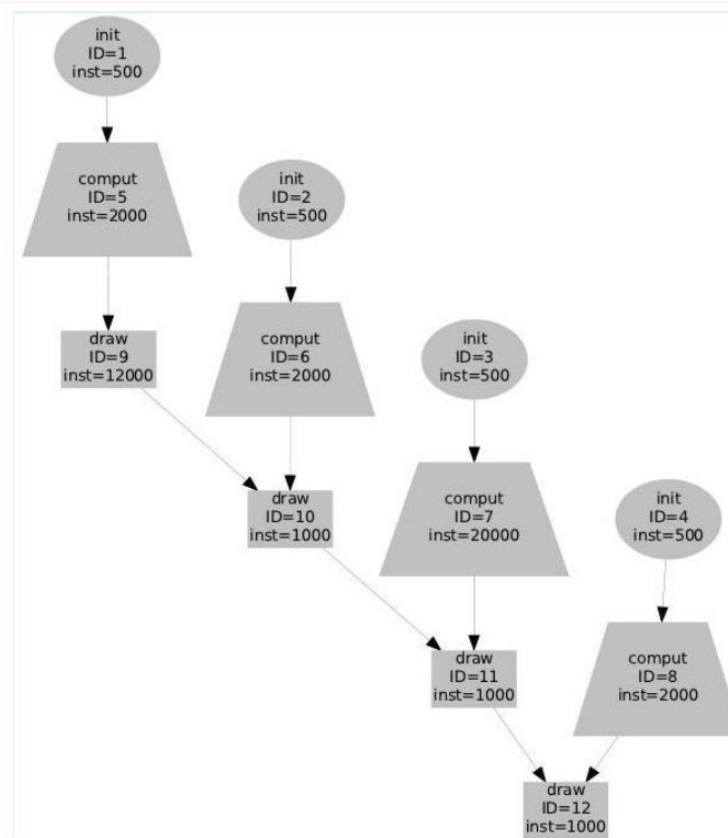 init
ID=1
inst=500
comput
ID=5
inst=2000
init
ID=2
inst=500
draw
ID=9
inst=12000
comput
ID=6
inst=2000
init
ID=3
inst=500
draw
ID=10
inst=1000
comput
ID=7
inst=20000
init
ID=4
inst=500
draw
ID=11
inst=1000
comput
ID=8
inst=2000
draw
ID=12
inst=1000